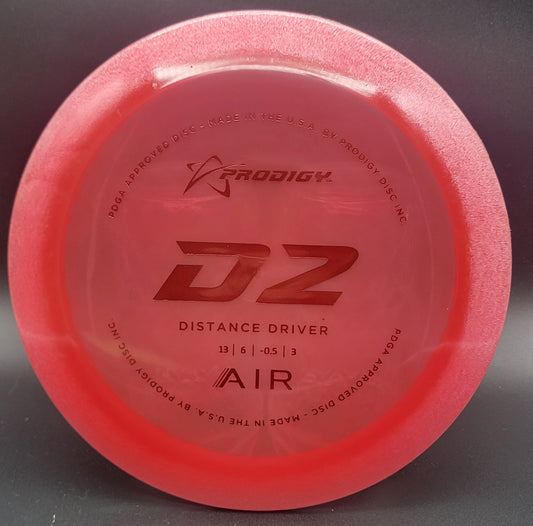 PDGA APPROVED DISC - MADE IN THE U.S.A. BY PRODIGY DISC INC.
PRODIGY
D2
DISTANCE DRIVER
13 | 6 | -0.5 | 3
AIR
PDGA APPROVED DISC - MADE IN THE U.S.A. BY PRODIGY DISC INC.